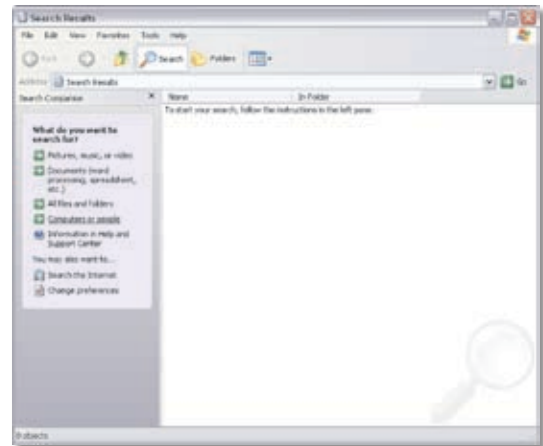 Search Results
File Edit View Favorites Tools Help
Back Search Folders
Address Search Results Go
Search Companion Name In Folder
To start your search, follow the instructions in the left pane.
What do you want to
search for?
Pictures, music, or video
Documents (word
processing, spreadsheet,
etc.)
All files and folders
Computers or people
Information in Help and
Support Center
You may also want to...
Search the Internet
Change preferences
0 objects